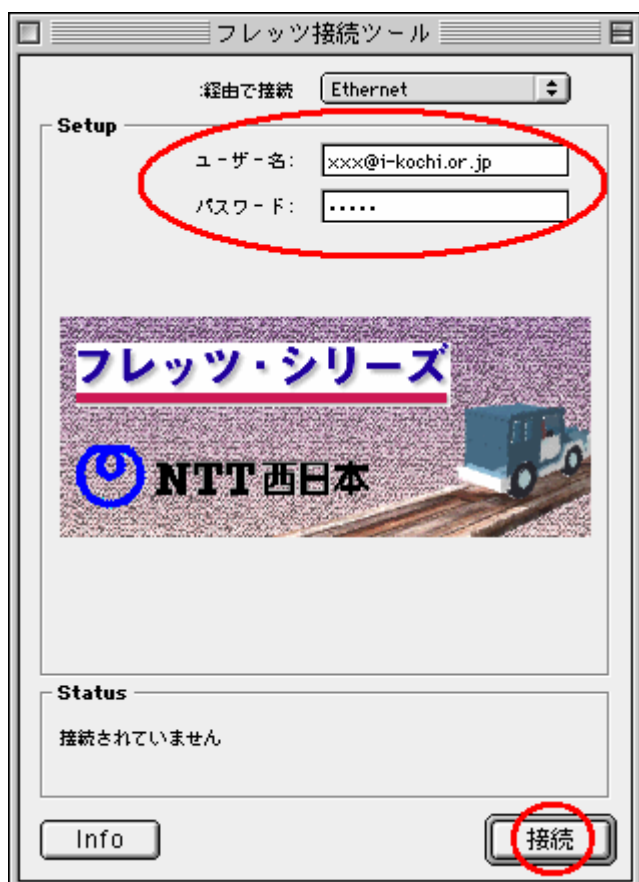 フレッツ接続ツール
:経由で接続 Ethernet
Setup
ユーザー名: xxx@i-kochi.or.jp
パスワード: •••••
フレッツ・シリーズ
NTT西日本
Status
接続されていません
Info 接続